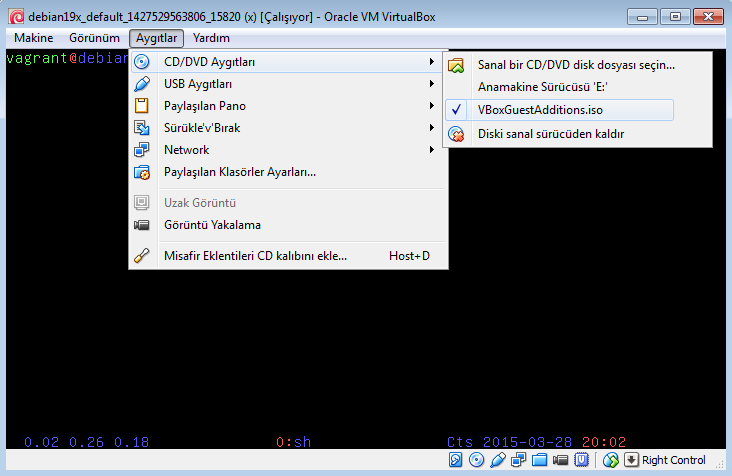 debian19x_default_1427529563806_15820 (x) [Çalışıyor] - Oracle VM VirtualBox
Makine Görünüm Aygıtlar Yardım
vagrant@debian
CD/DVD Aygıtları
USB Aygıtları
Paylaşılan Pano
Sürükle'v'Bırak
Network
Paylaşılan Klasörler Ayarları...
Uzak Görüntü
Görüntü Yakalama
Misafir Eklentileri CD kalıbını ekle... Host+D
Sanal bir CD/DVD disk dosyası seçin...
Anamakine Sürücüsü 'E:'
VBoxGuestAdditions.iso
Diski sanal sürücüden kaldır
0.02 0.26 0.18 0:sh Cts 2015-03-28 20:02
Right Control